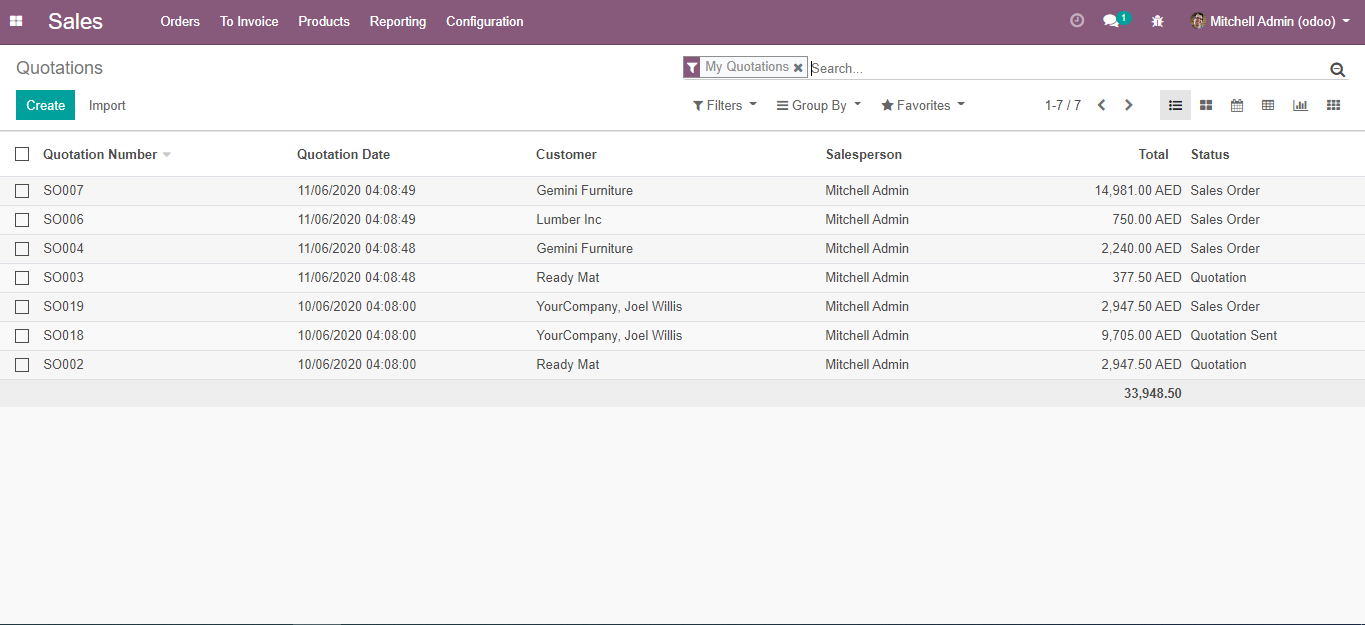 Sales Orders To Invoice Products Reporting Configuration 1 Mitchell Admin (odoo)
Quotations My Quotations Search...
Create Import Filters Group By Favorites 1-7 / 7
Quotation Number Quotation Date Customer Salesperson Total Status
SO007 11/06/2020 04:08:49 Gemini Furniture Mitchell Admin 14,981.00 AED Sales Order
SO006 11/06/2020 04:08:49 Lumber Inc Mitchell Admin 750.00 AED Sales Order
SO004 11/06/2020 04:08:48 Gemini Furniture Mitchell Admin 2,240.00 AED Sales Order
SO003 11/06/2020 04:08:48 Ready Mat Mitchell Admin 377.50 AED Quotation
SO019 10/06/2020 04:08:00 YourCompany, Joel Willis Mitchell Admin 2,947.50 AED Sales Order
SO018 10/06/2020 04:08:00 YourCompany, Joel Willis Mitchell Admin 9,705.00 AED Quotation Sent
SO002 10/06/2020 04:08:00 Ready Mat Mitchell Admin 2,947.50 AED Quotation
33,948.50